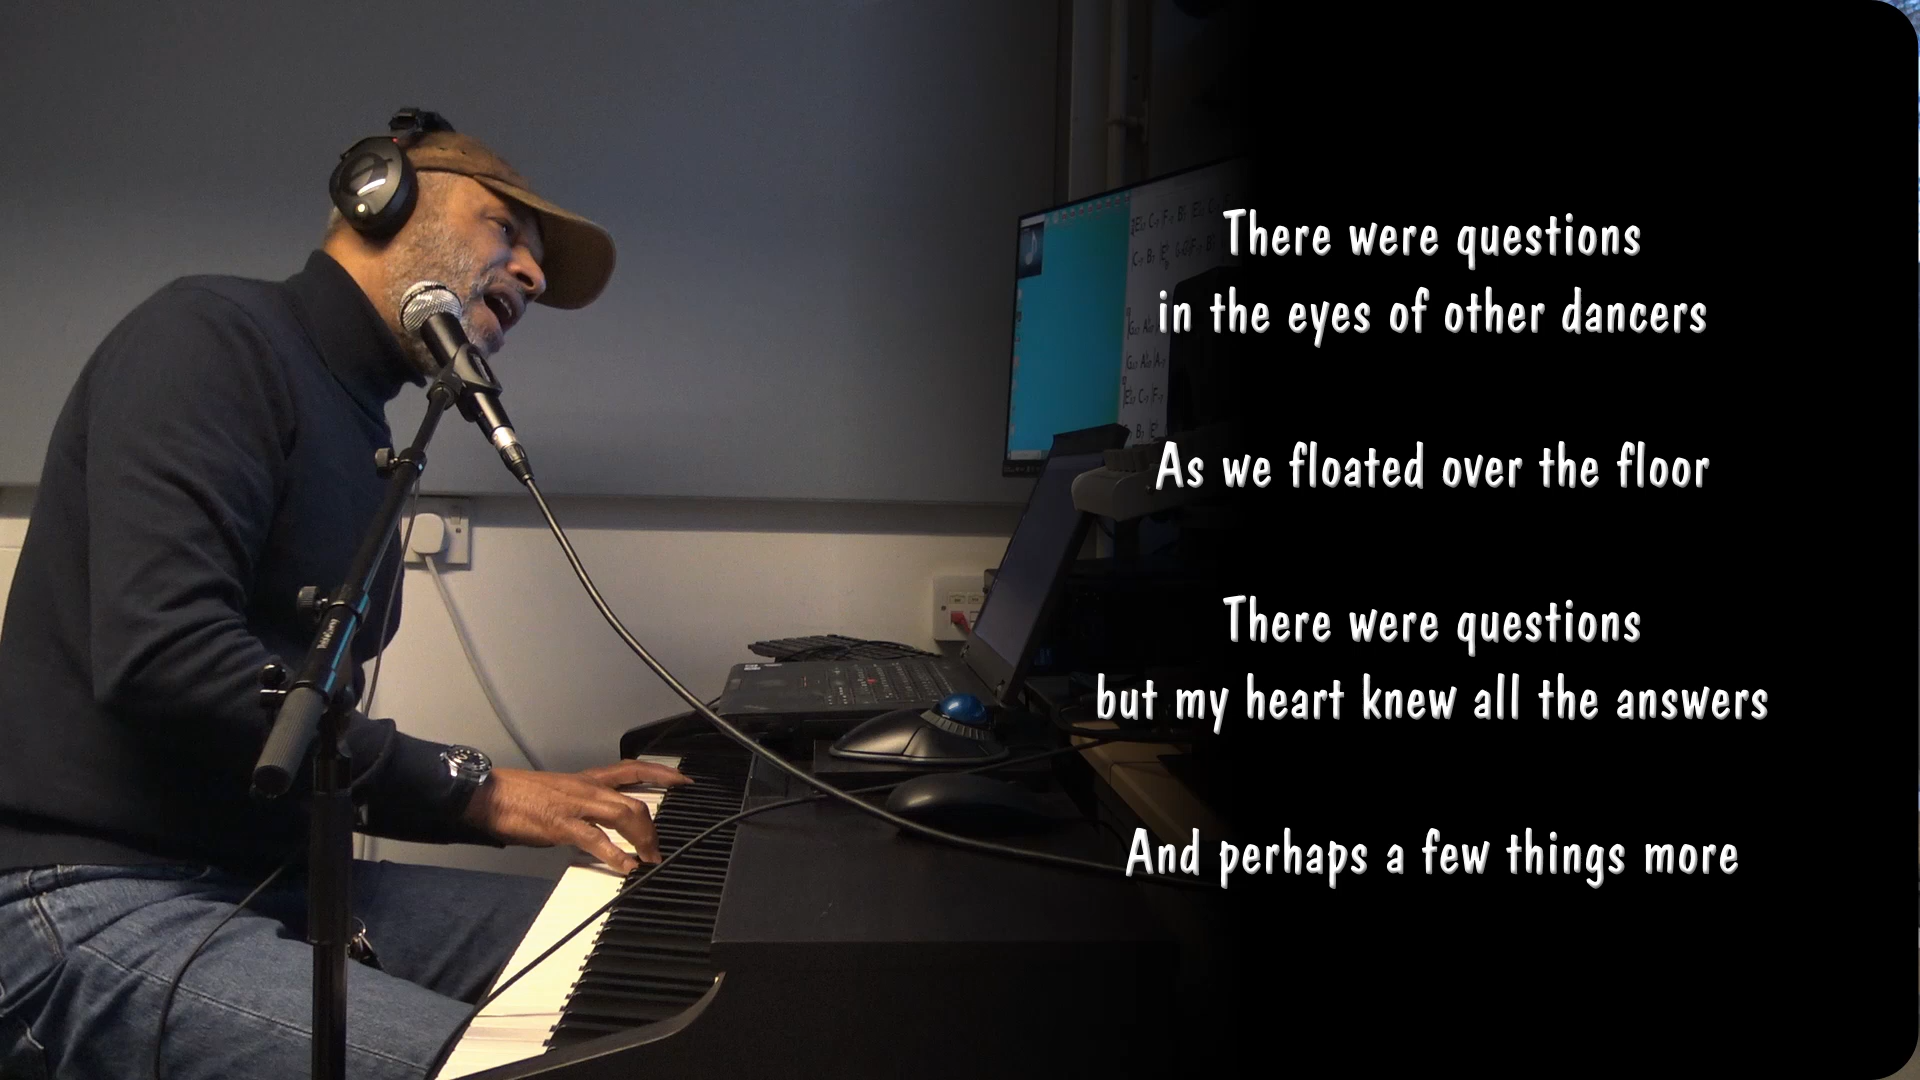 There were questions
in the eyes of other dancers
As we floated over the floor
There were questions
but my heart knew all the answers
And perhaps a few things more